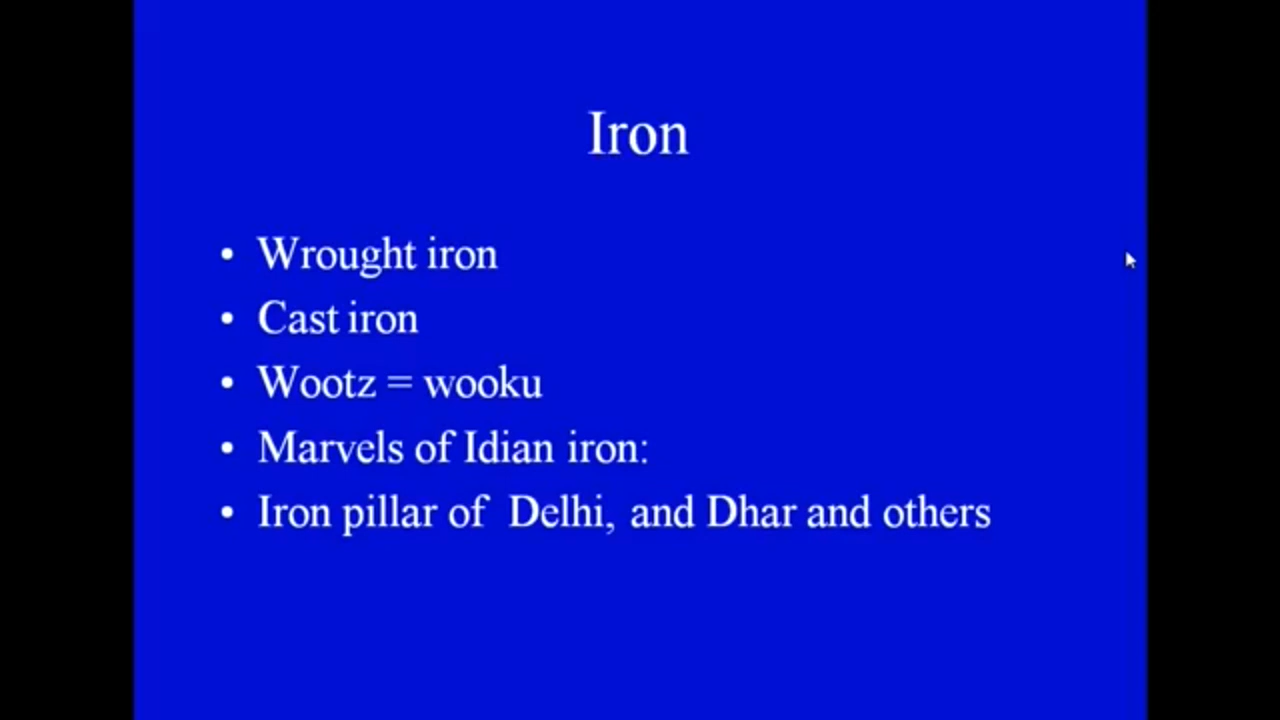 Iron
• Wrought iron
• Cast iron
• Wootz = wooku
• Marvels of Idian iron:
• Iron pillar of  Delhi, and Dhar and others